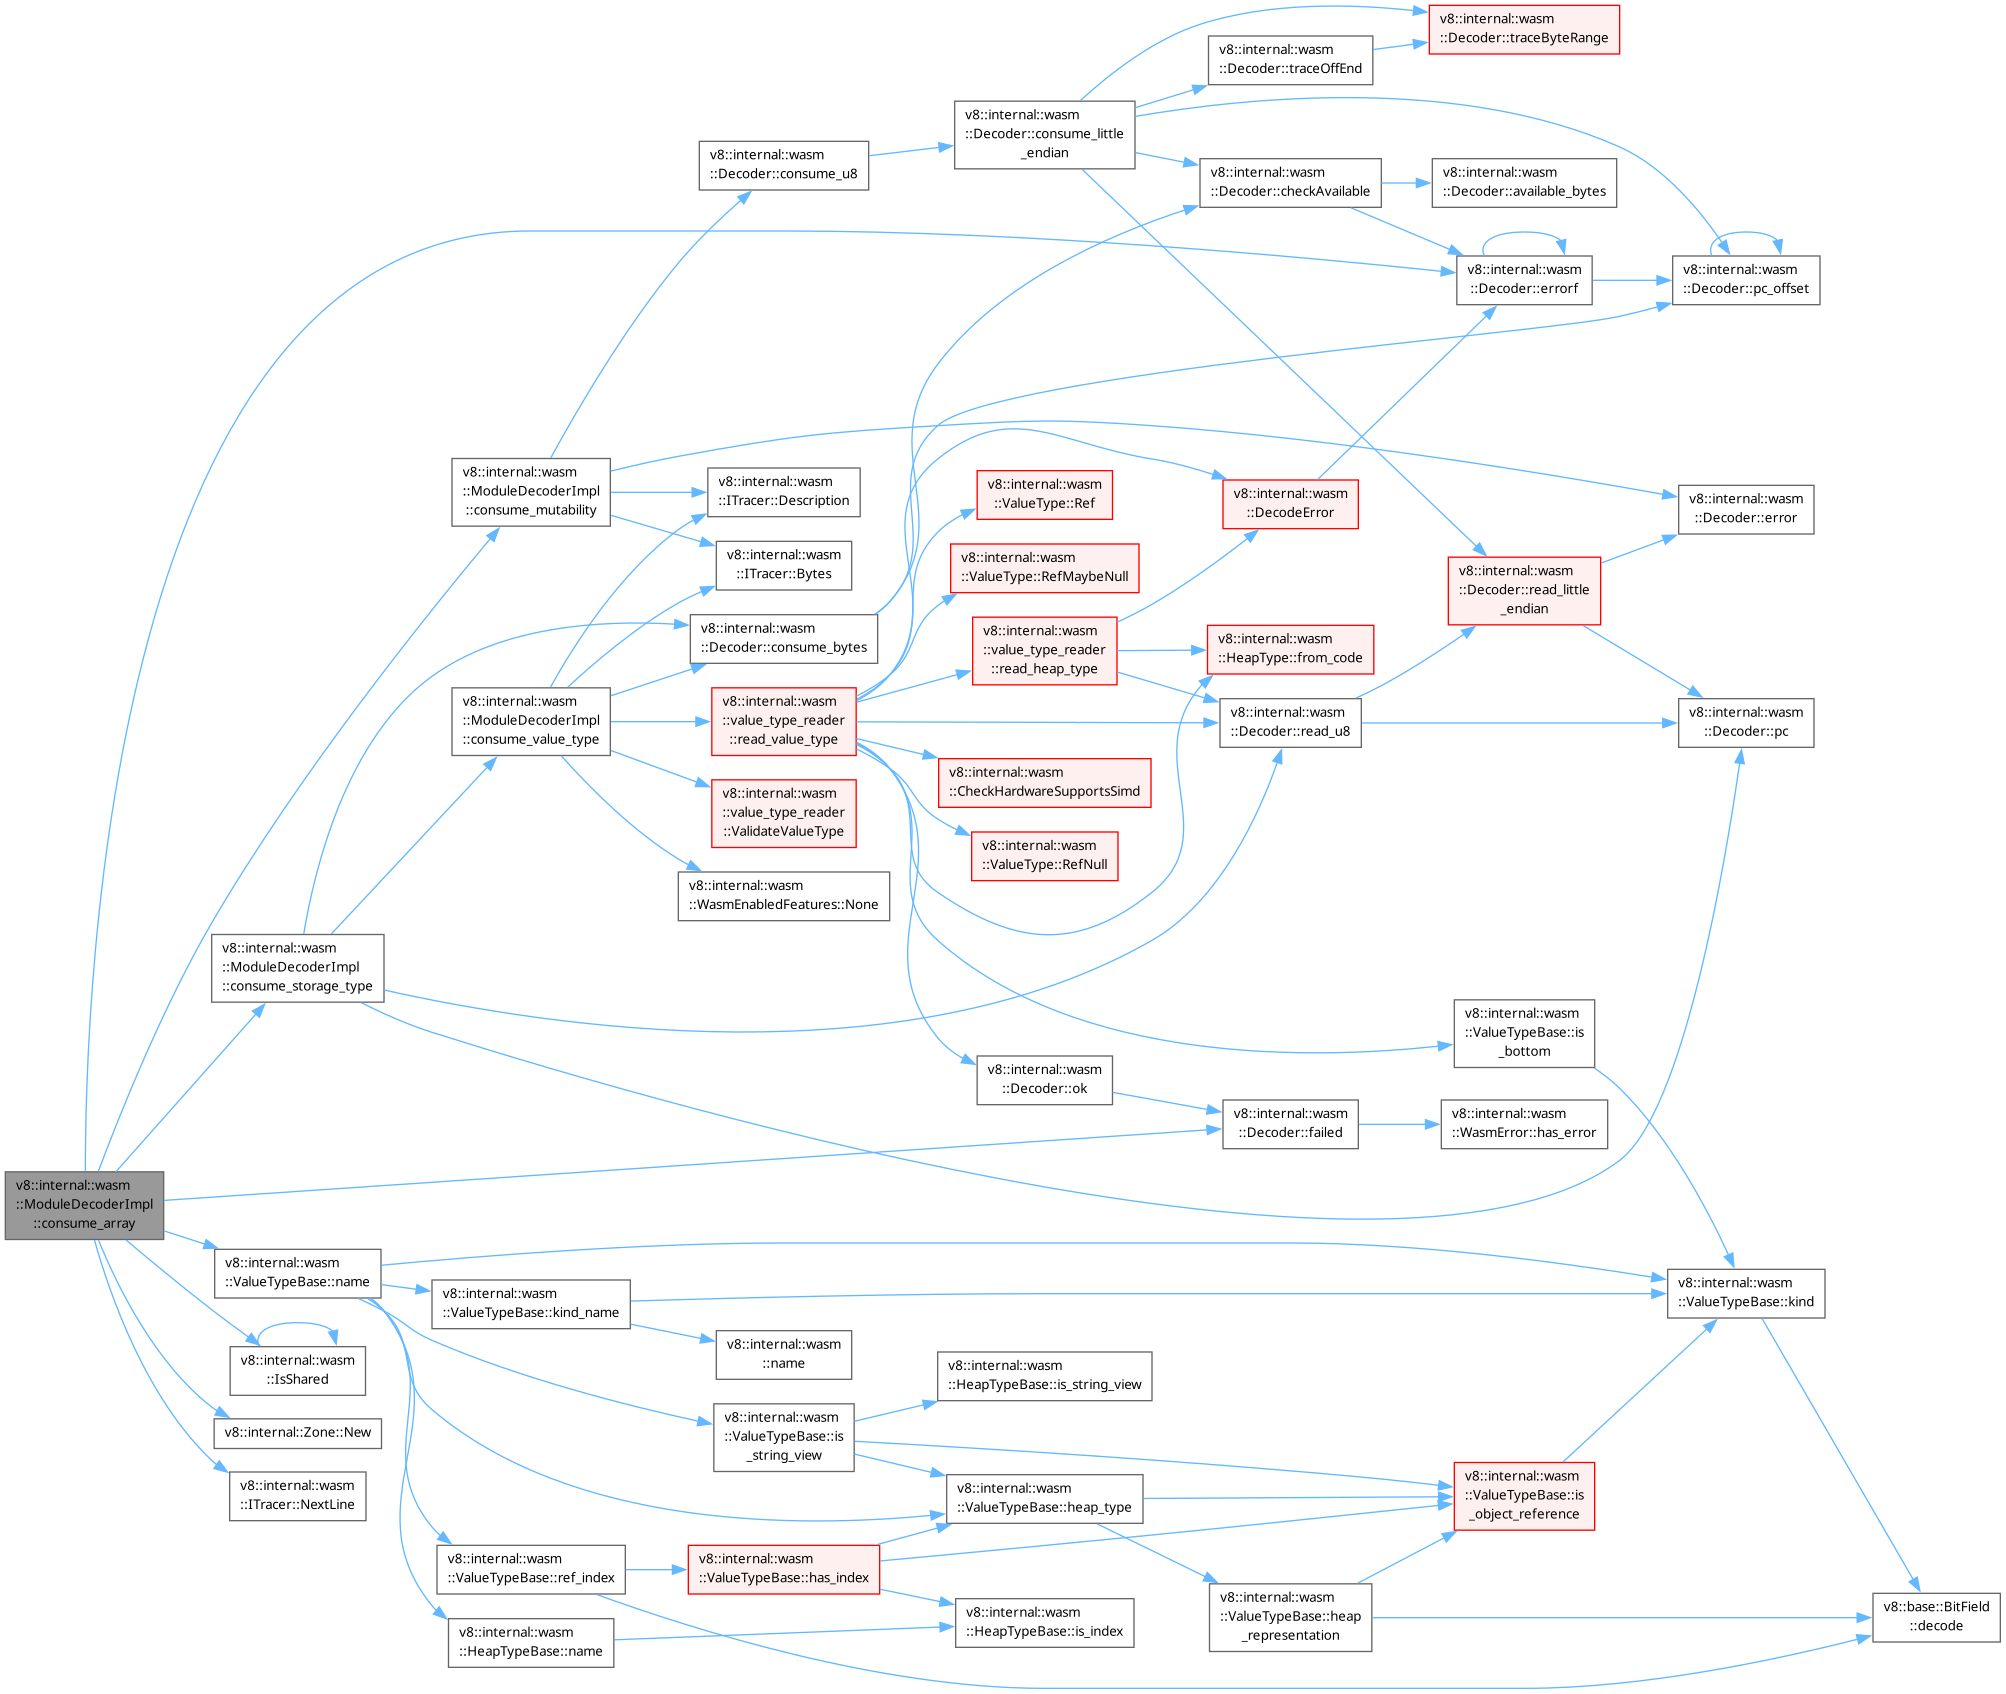 v8::internal::wasm
::Decoder::traceByteRange
v8::internal::wasm
::Decoder::traceOffEnd
v8::internal::wasm
::Decoder::consume_little
_endian
v8::internal::wasm
::Decoder::consume_u8
v8::internal::wasm
::Decoder::checkAvailable
v8::internal::wasm
::Decoder::available_bytes
v8::internal::wasm
::Decoder::errorf
v8::internal::wasm
::Decoder::pc_offset
v8::internal::wasm
::ModuleDecoderImpl
::consume_mutability
v8::internal::wasm
::ITracer::Description
v8::internal::wasm
::ValueType::Ref
v8::internal::wasm
::DecodeError
v8::internal::wasm
::Decoder::error
v8::internal::wasm
::ITracer::Bytes
v8::internal::wasm
::ValueType::RefMaybeNull
v8::internal::wasm
::Decoder::read_little
_endian
v8::internal::wasm
::Decoder::consume_bytes
v8::internal::wasm
::value_type_reader
::read_heap_type
v8::internal::wasm
::HeapType::from_code
v8::internal::wasm
::ModuleDecoderImpl
::consume_value_type
v8::internal::wasm
::value_type_reader
::read_value_type
v8::internal::wasm
::Decoder::read_u8
v8::internal::wasm
::Decoder::pc
v8::internal::wasm
::CheckHardwareSupportsSimd
v8::internal::wasm
::value_type_reader
::ValidateValueType
v8::internal::wasm
::ValueType::RefNull
v8::internal::wasm
::WasmEnabledFeatures::None
v8::internal::wasm
::ModuleDecoderImpl
::consume_storage_type
v8::internal::wasm
::ValueTypeBase::is
_bottom
v8::internal::wasm
::Decoder::ok
v8::internal::wasm
::Decoder::failed
v8::internal::wasm
::WasmError::has_error
v8::internal::wasm
::ModuleDecoderImpl
::consume_array
v8::internal::wasm
::ValueTypeBase::name
v8::internal::wasm
::ValueTypeBase::kind_name
v8::internal::wasm
::ValueTypeBase::kind
v8::internal::wasm
::name
v8::internal::wasm
::IsShared
v8::internal::wasm
::HeapTypeBase::is_string_view
v8::internal::Zone::New
v8::internal::wasm
::ValueTypeBase::is
_string_view
v8::internal::wasm
::ITracer::NextLine
v8::internal::wasm
::ValueTypeBase::heap_type
v8::internal::wasm
::ValueTypeBase::is
_object_reference
v8::internal::wasm
::ValueTypeBase::ref_index
v8::internal::wasm
::ValueTypeBase::has_index
v8::internal::wasm
::HeapTypeBase::name
v8::internal::wasm
::HeapTypeBase::is_index
v8::internal::wasm
::ValueTypeBase::heap
_representation
v8::base::BitField
::decode